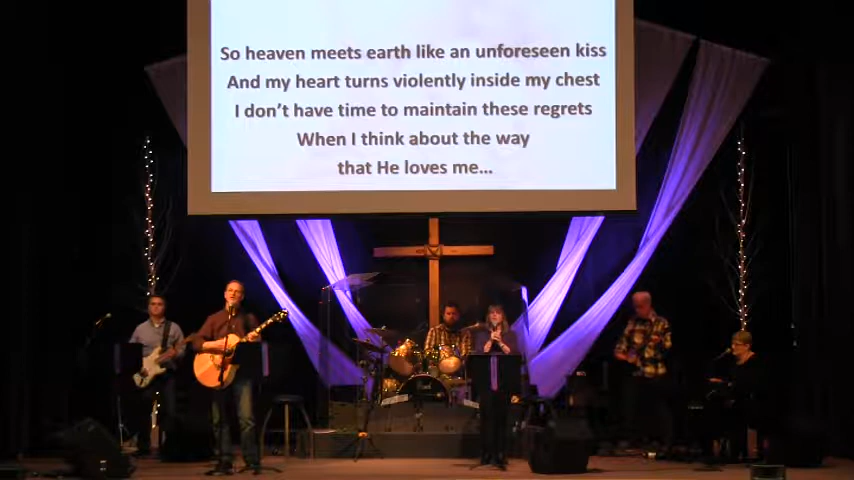 So heaven meets earth like an unforeseen kiss
And my heart turns violently inside my chest
I don't have time to maintain these regrets
When I think about the way
that He loves me...